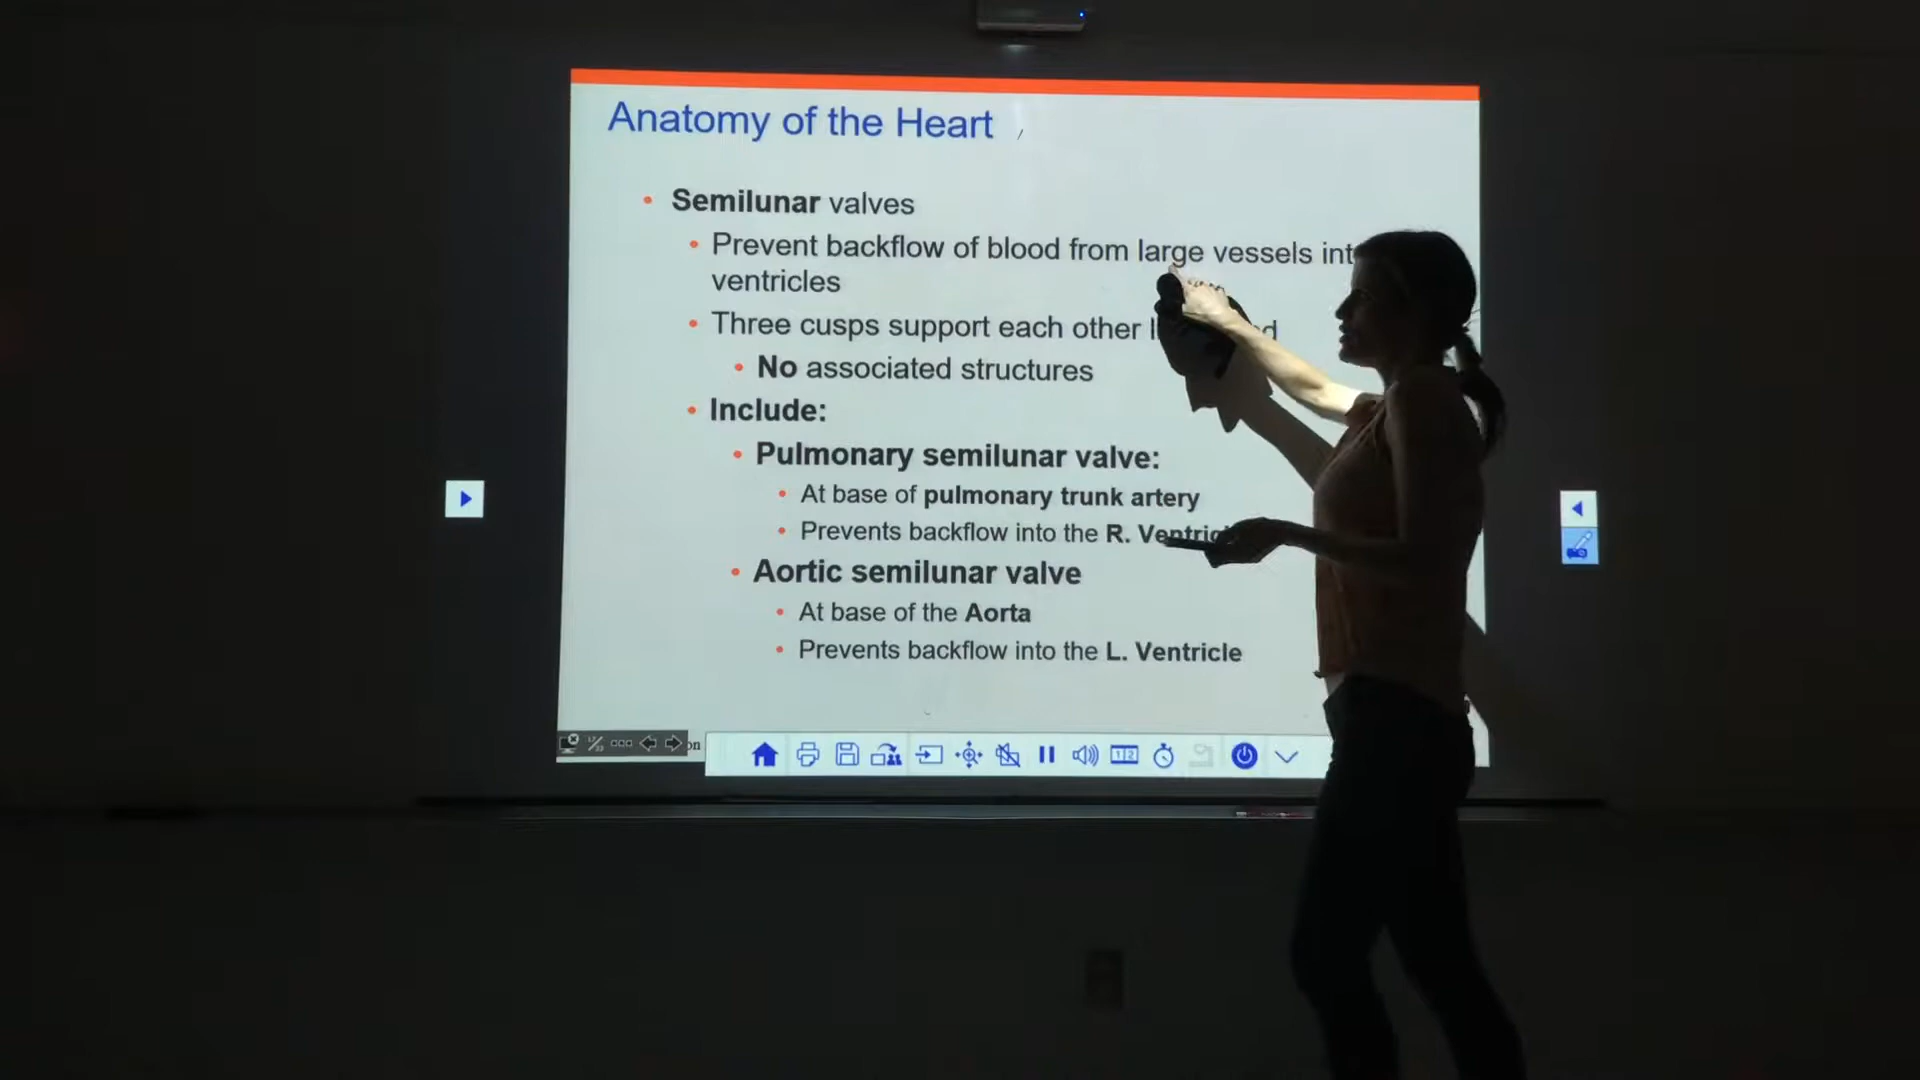 Anatomy of the Heart
• Semilunar valves
• Prevent backflow of blood from large vessels int
ventricles
• Three cusps support each other
• No associated structures
• Include:
• Pulmonary semilunar valve:
• At base of pulmonary trunk artery
• Prevents backflow into the R. Ventric
• Aortic semilunar valve
• At base of the Aorta
• Prevents backflow into the L. Ventricle